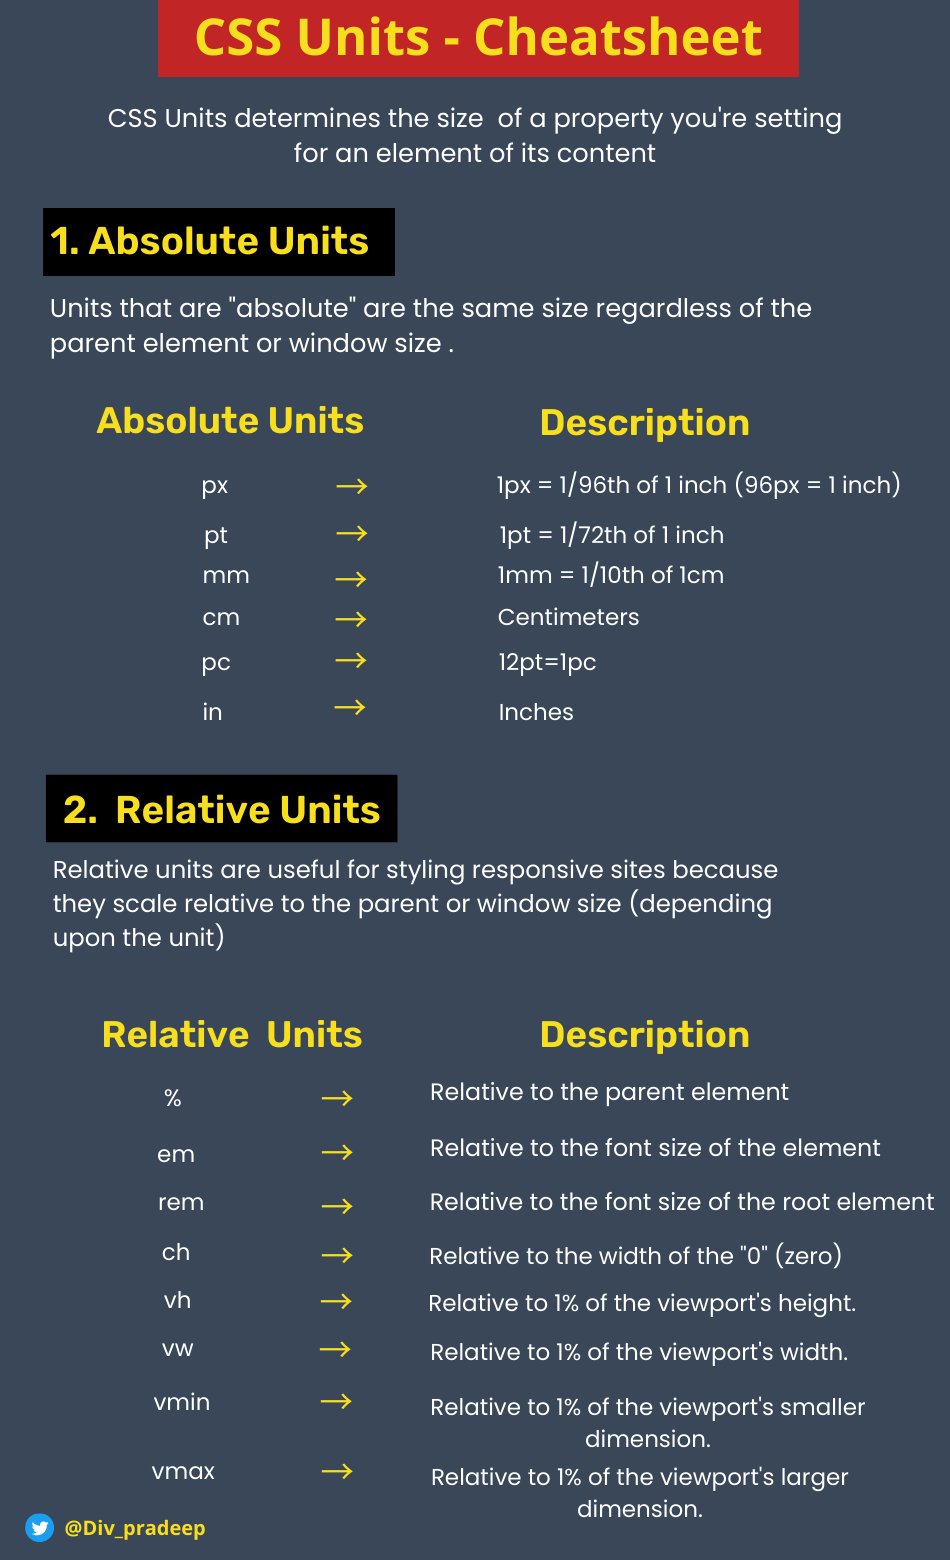 CSS Units - Cheatsheet
CSS Units determines the size of a property you're setting
for an element of its content
1. Absolute Units
Units that are "absolute" are the same size regardless of the
parent element or window size .
Absolute Units Description
px → 1px = 1/96th of 1 inch (96px = 1 inch)
pt → 1pt = 1/72th of 1 inch
mm → 1mm = 1/10th of 1cm
cm → Centimeters
pc → 12pt=1pc
in → Inches
2. Relative Units
Relative units are useful for styling responsive sites because
they scale relative to the parent or window size (depending
upon the unit)
Relative Units Description
% → Relative to the parent element
em → Relative to the font size of the element
rem → Relative to the font size of the root element
ch → Relative to the width of the "0" (zero)
vh → Relative to 1% of the viewport's height.
vw → Relative to 1% of the viewport's width.
vmin → Relative to 1% of the viewport's smaller
dimension.
vmax → Relative to 1% of the viewport's larger
dimension.
@Div_pradeep